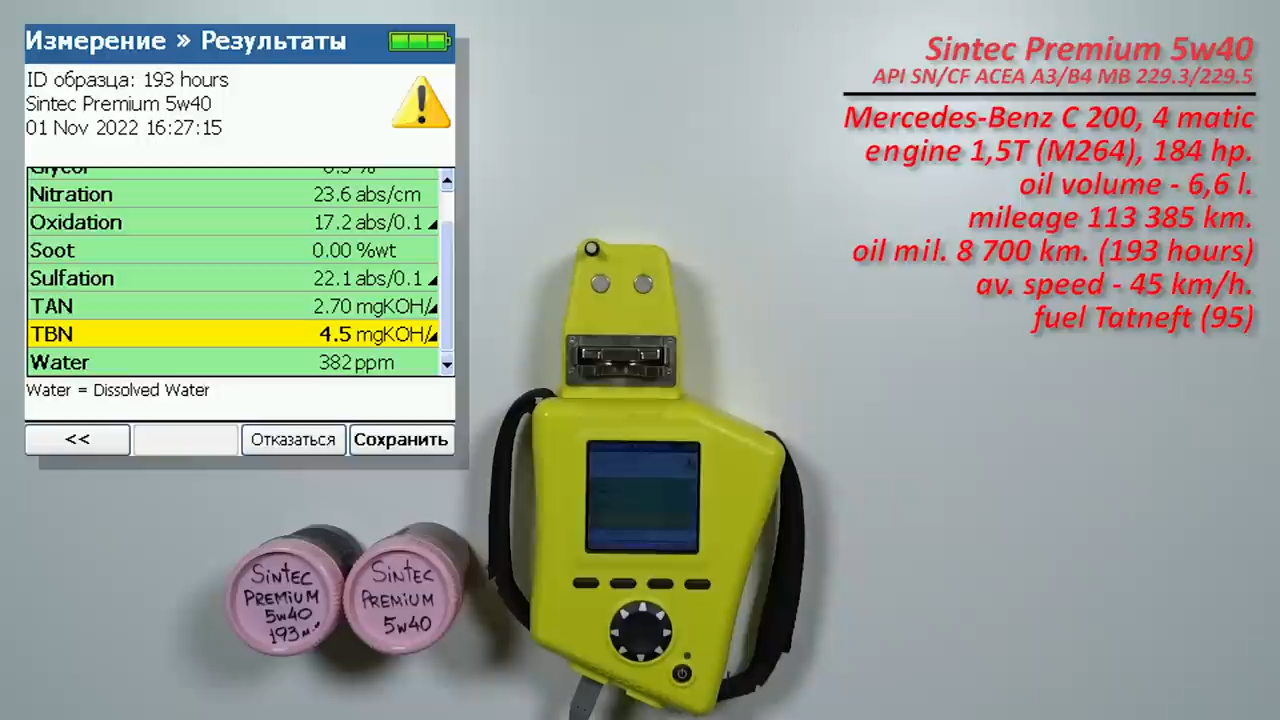 Измерение » Результаты
ID образца: 193 hours
Sintec Premium 5w40
01 Nov 2022 16:27:15
Glycol 0.5 %
Nitration 23.6 abs/cm
Oxidation 17.2 abs/0.1
Soot 0.00 %wt
Sulfation 22.1 abs/0.1
TAN 2.70 mgKOH/
TBN 4.5 mgKOH/
Water 382 ppm
Water = Dissolved Water
<< Отказаться Сохранить
Sintec Premium 5w40
API SN/CF ACEA A3/B4 MB 229.3/229.5
Mercedes-Benz C 200, 4 matic
engine 1,5T (M264), 184 hp.
oil volume - 6,6 l.
mileage 113 385 km.
oil mil. 8 700 km. (193 hours)
av. speed - 45 km/h.
fuel Tatneft (95)
SINTEC
PREMIUM
5W40
193м.ч.
SINTEC
PREMIUM
5W40